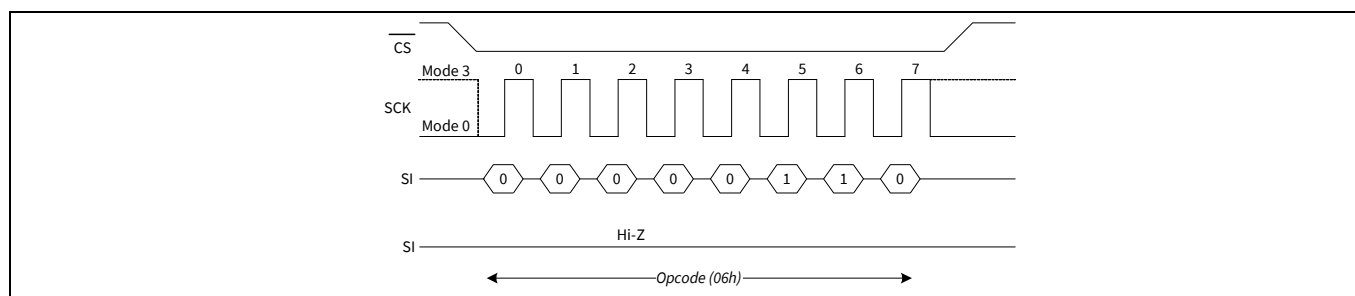 CS
Mode 3 0 1 2 3 4 5 6 7
SCK
Mode 0
SI 0 0 0 0 0 1 1 0
Hi-Z
SI
Opcode (06h)